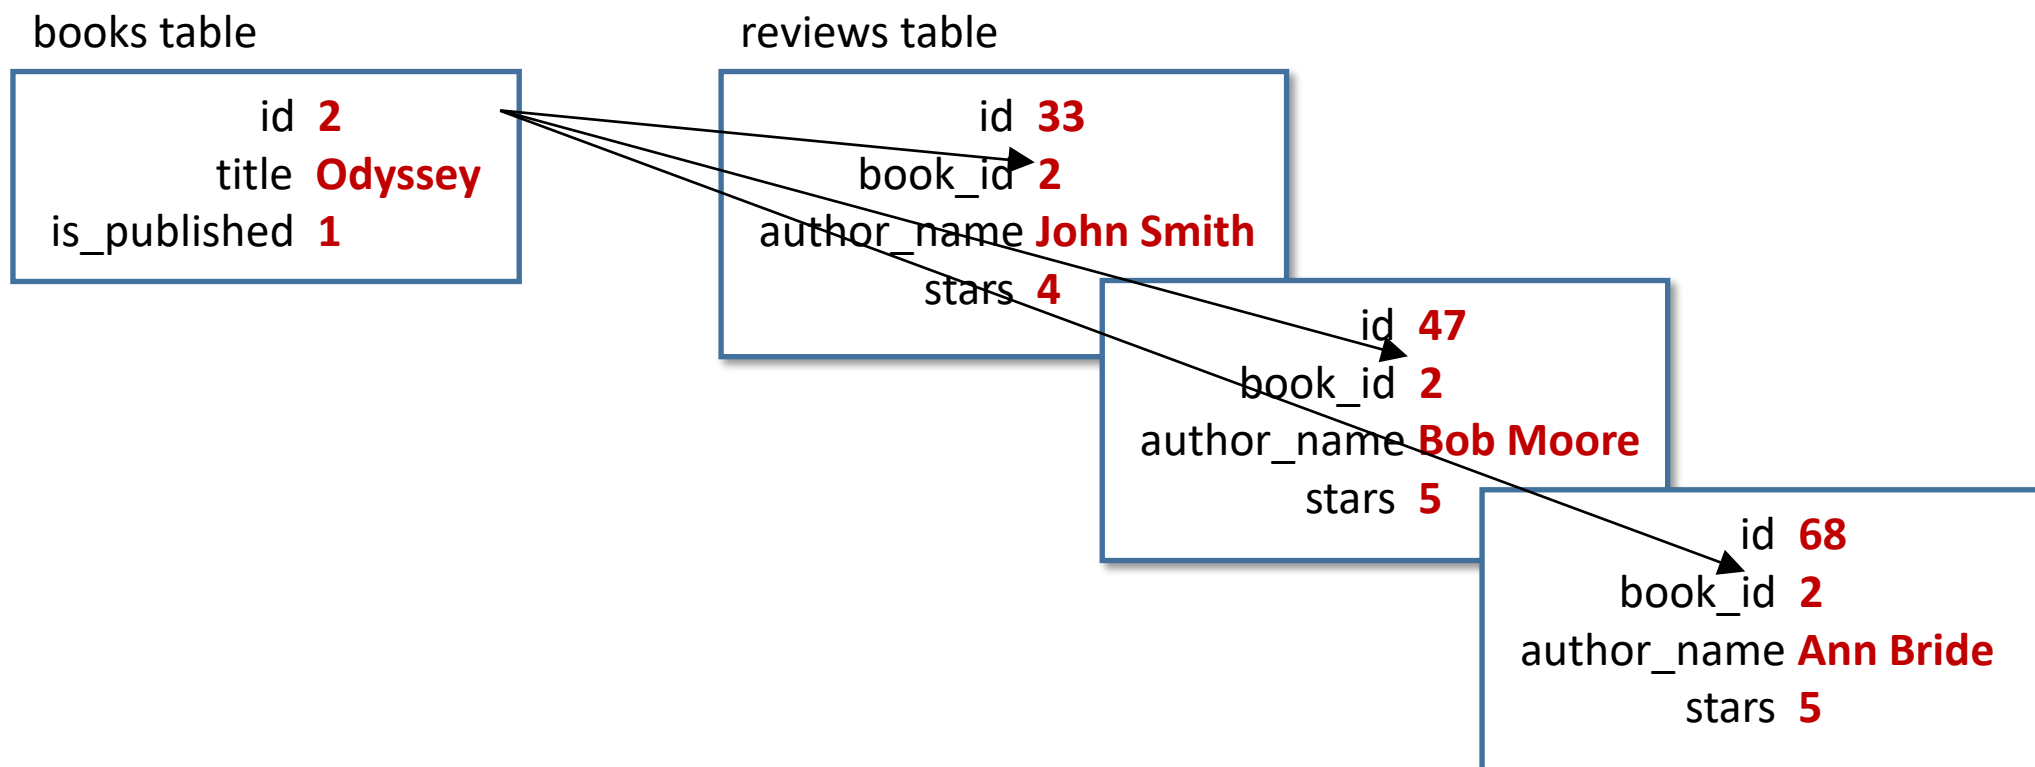 books table
id 2
title Odyssey
is_published 1
reviews table
id 33
book_id 2
author_name John Smith
stars 4
id 47
book_id 2
author_name Bob Moore
stars 5
id 68
book_id 2
author_name Ann Bride
stars 5